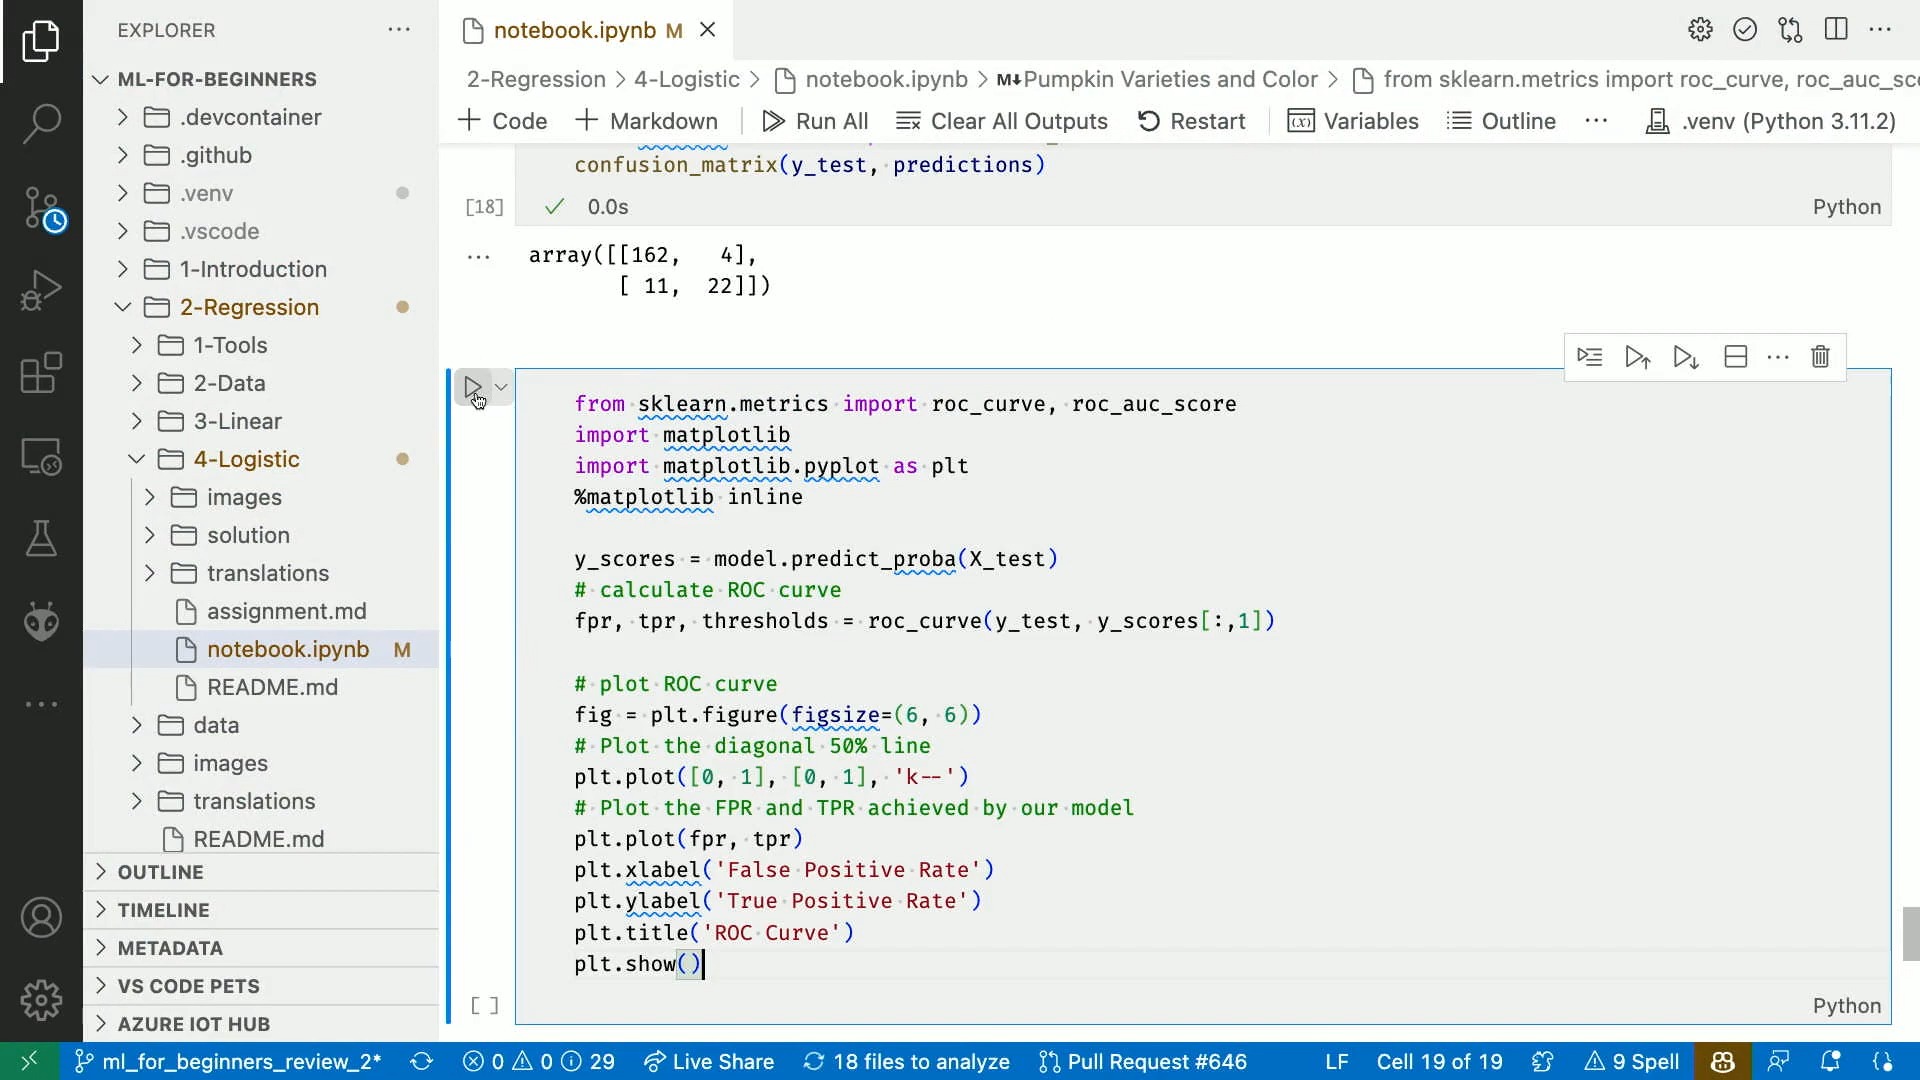 EXPLORER
ML-FOR-BEGINNERS
.devcontainer
.github
.venv
.vscode
1-Introduction
2-Regression
1-Tools
2-Data
3-Linear
4-Logistic
images
solution
translations
assignment.md
notebook.ipynb M
README.md
data
images
translations
README.md
OUTLINE
TIMELINE
METADATA
VS CODE PETS
AZURE IOT HUB
notebook.ipynb M
2-Regression > 4-Logistic > notebook.ipynb > M↓Pumpkin Varieties and Color > from sklearn.metrics import roc_curve, roc_auc_sco
+ Code + Markdown Run All Clear All Outputs Restart Variables Outline ... .venv (Python 3.11.2)
confusion_matrix(y_test, predictions)
[18] ✓ 0.0s Python
array([[162,   4],
[ 11,  22]])
from sklearn.metrics import roc_curve, roc_auc_score
import matplotlib
import matplotlib.pyplot as plt
%matplotlib inline
y_scores = model.predict_proba(X_test)
# calculate ROC curve
fpr, tpr, thresholds = roc_curve(y_test, y_scores[:,1])
# plot ROC curve
fig = plt.figure(figsize=(6, 6))
# Plot the diagonal 50% line
plt.plot([0, 1], [0, 1], 'k--')
# Plot the FPR and TPR achieved by our model
plt.plot(fpr, tpr)
plt.xlabel('False Positive Rate')
plt.ylabel('True Positive Rate')
plt.title('ROC Curve')
plt.show()
[ ] Python
ml_for_beginners_review_2* 0 0 29 Live Share 18 files to analyze Pull Request #646 LF Cell 19 of 19 9 Spell